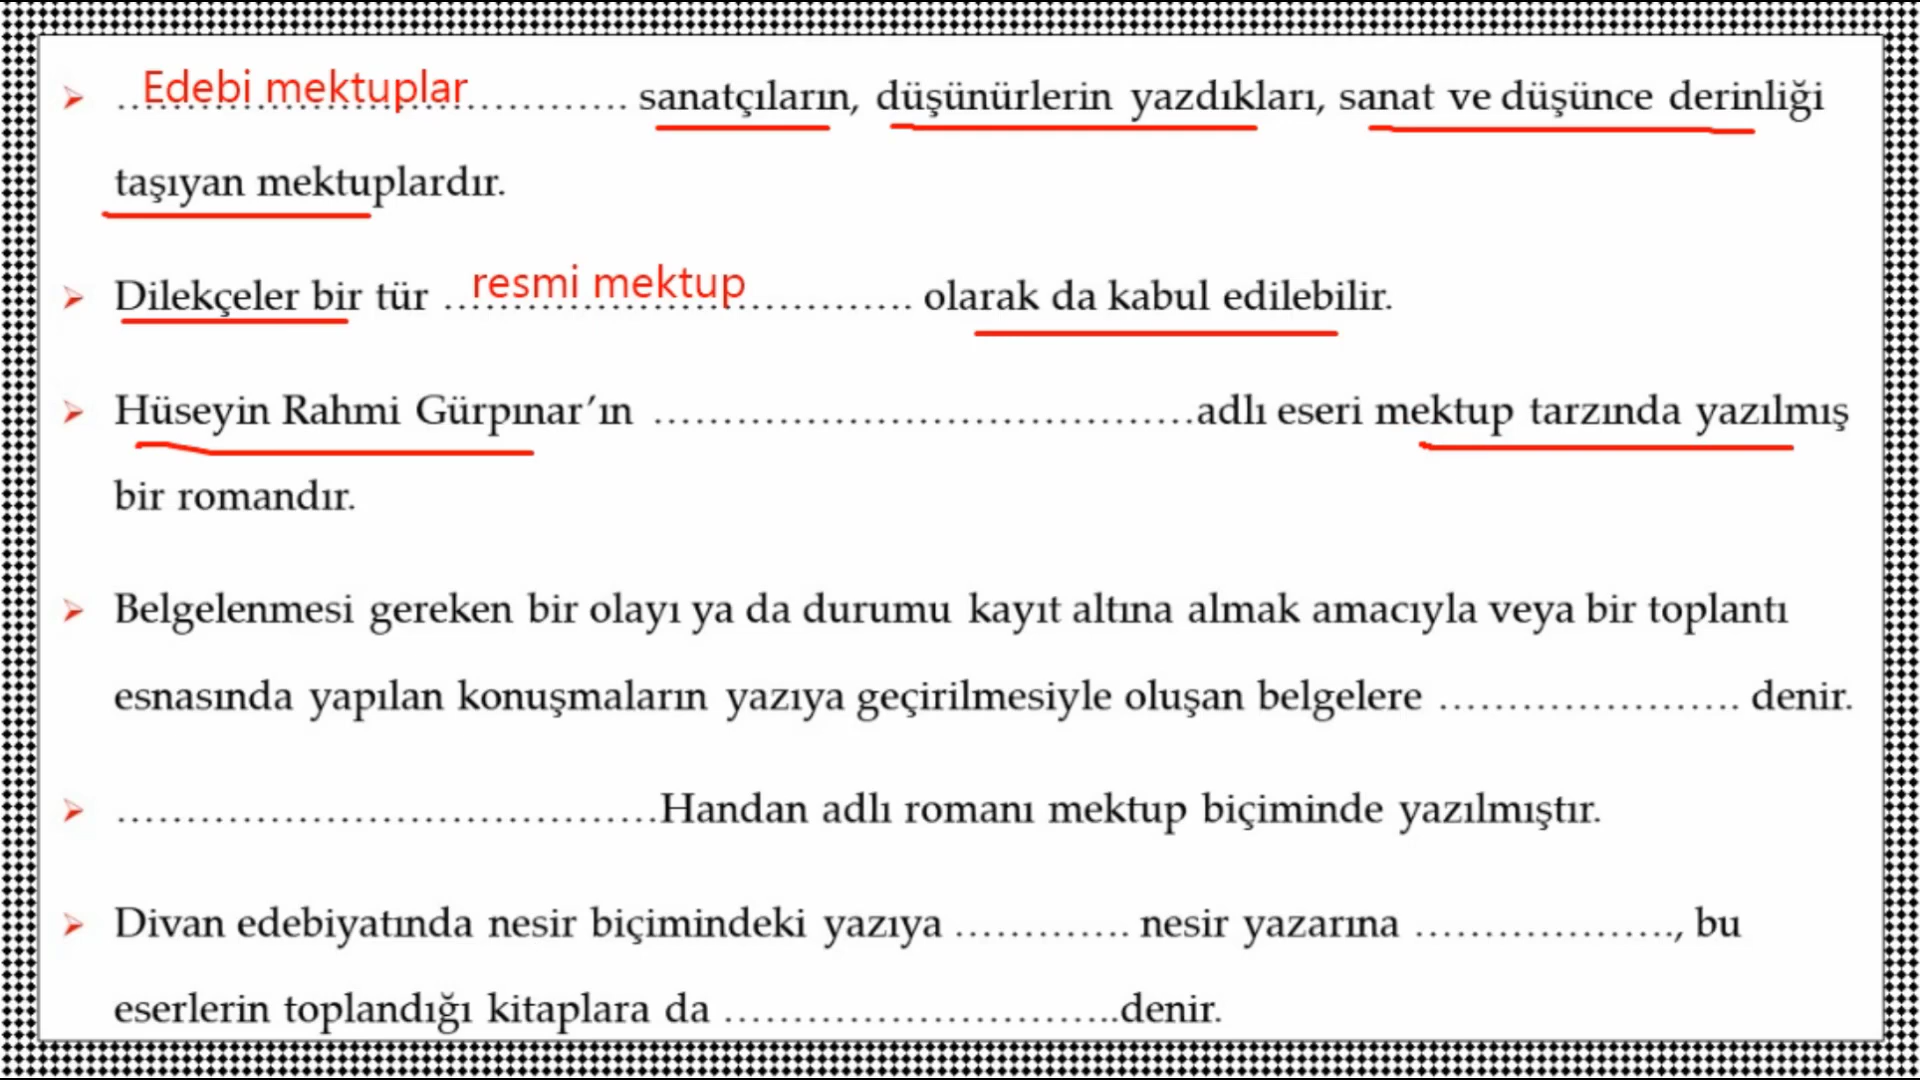 Edebi mektuplar ………………………………. sanatçıların, düşünürlerin yazdıkları, sanat ve düşünce derinliği
taşıyan mektuplardır.
Dilekçeler bir tür resmi mektup ……………………………. olarak da kabul edilebilir.
Hüseyin Rahmi Gürpınar’ın …………………………………adlı eseri mektup tarzında yazılmış
bir romandır.
Belgelenmesi gereken bir olayı ya da durumu kayıt altına almak amacıyla veya bir toplantı
esnasında yapılan konuşmaların yazıya geçirilmesiyle oluşan belgelere …………………. denir.
…………………………………Handan adlı romanı mektup biçiminde yazılmıştır.
Divan edebiyatında nesir biçimindeki yazıya …………. nesir yazarına ………………., bu
eserlerin toplandığı kitaplara da ………………………..denir.